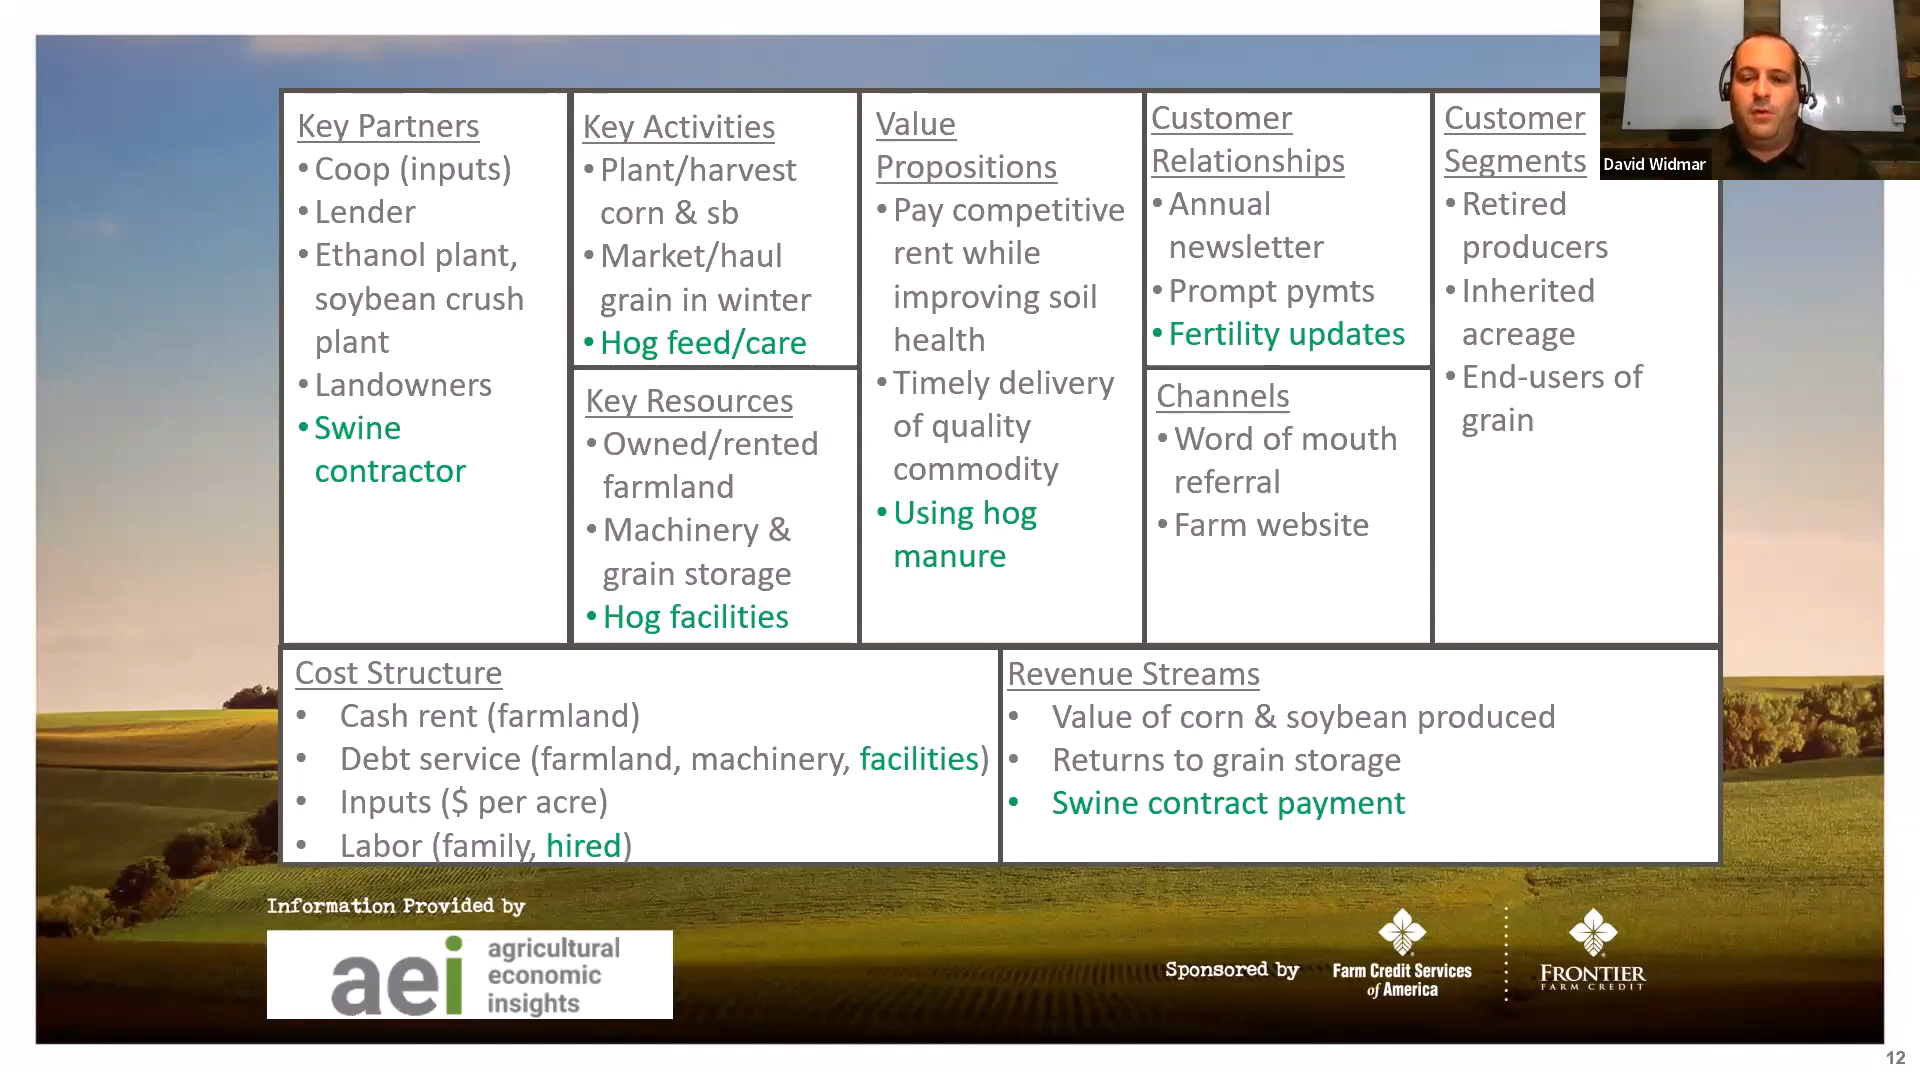 Key Partners
• Coop (inputs)
• Lender
• Ethanol plant,
soybean crush
plant
• Landowners
• Swine
contractor
Key Activities
• Plant/harvest
corn & sb
• Market/haul
grain in winter
• Hog feed/care
Key Resources
• Owned/rented
farmland
• Machinery &
grain storage
• Hog facilities
Value
Propositions
• Pay competitive
rent while
improving soil
health
• Timely delivery
of quality
commodity
• Using hog
manure
Customer
Relationships
• Annual
newsletter
• Prompt pymts
• Fertility updates
Channels
• Word of mouth
referral
• Farm website
Customer
Segments
• Retired
producers
• Inherited
acreage
• End-users of
grain
David Widmar
Cost Structure
• Cash rent (farmland)
• Debt service (farmland, machinery, facilities)
• Inputs ($ per acre)
• Labor (family, hired)
Revenue Streams
• Value of corn & soybean produced
• Returns to grain storage
• Swine contract payment
Information Provided by
aei
agricultural
economic
insights
Sponsored by
Farm Credit Services
of America
FRONTIER
FARM CREDIT
12